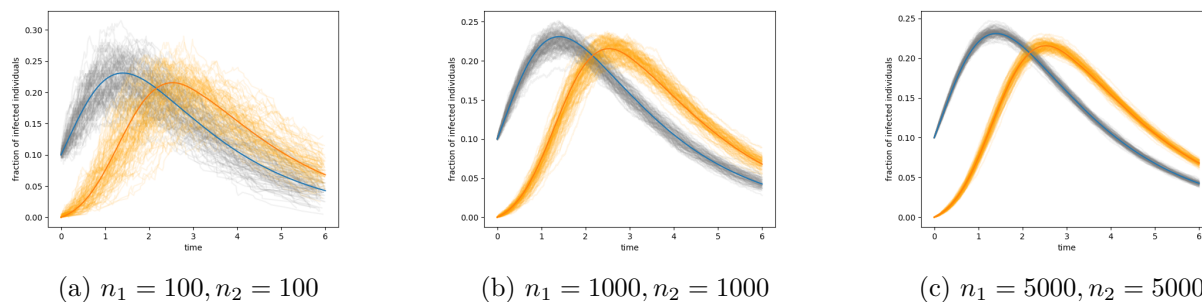 fraction of infected individuals
0.30
0.25
0.20
0.15
0.10
0.05
0.00
0 1 2 3 4 5 6
time
(a) n₁ = 100, n₂ = 100
fraction of infected individuals
0.25
0.20
0.15
0.10
0.05
0.00
0 1 2 3 4 5 6
time
(b) n₁ = 1000, n₂ = 1000
fraction of infected individuals
0.25
0.20
0.15
0.10
0.05
0.00
0 1 2 3 4 5 6
time
(c) n₁ = 5000, n₂ = 5000